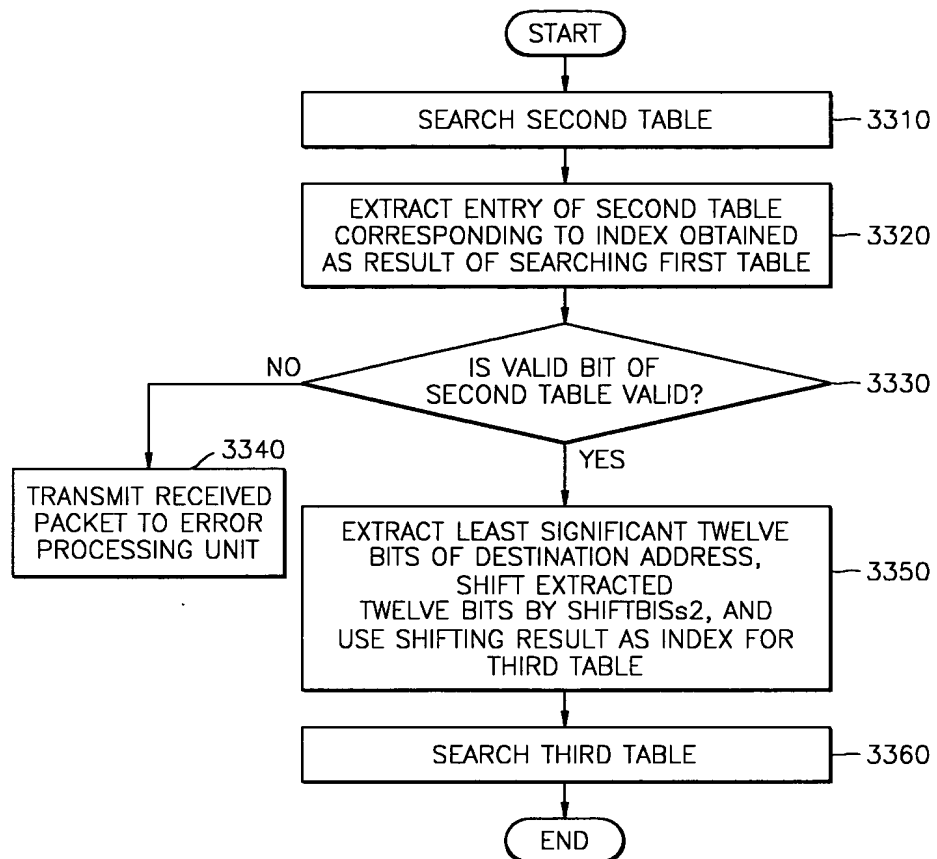 START
SEARCH SECOND TABLE
3310
EXTRACT ENTRY OF SECOND TABLE
CORRESPONDING TO INDEX OBTAINED
AS RESULT OF SEARCHING FIRST TABLE
3320
IS VALID BIT OF
SECOND TABLE VALID?
3330
NO
YES
3340
TRANSMIT RECEIVED
PACKET TO ERROR
PROCESSING UNIT
EXTRACT LEAST SIGNIFICANT TWELVE
BITS OF DESTINATION ADDRESS,
SHIFT EXTRACTED
TWELVE BITS BY SHIFTBISs2, AND
USE SHIFTING RESULT AS INDEX FOR
THIRD TABLE
3350
SEARCH THIRD TABLE
3360
END